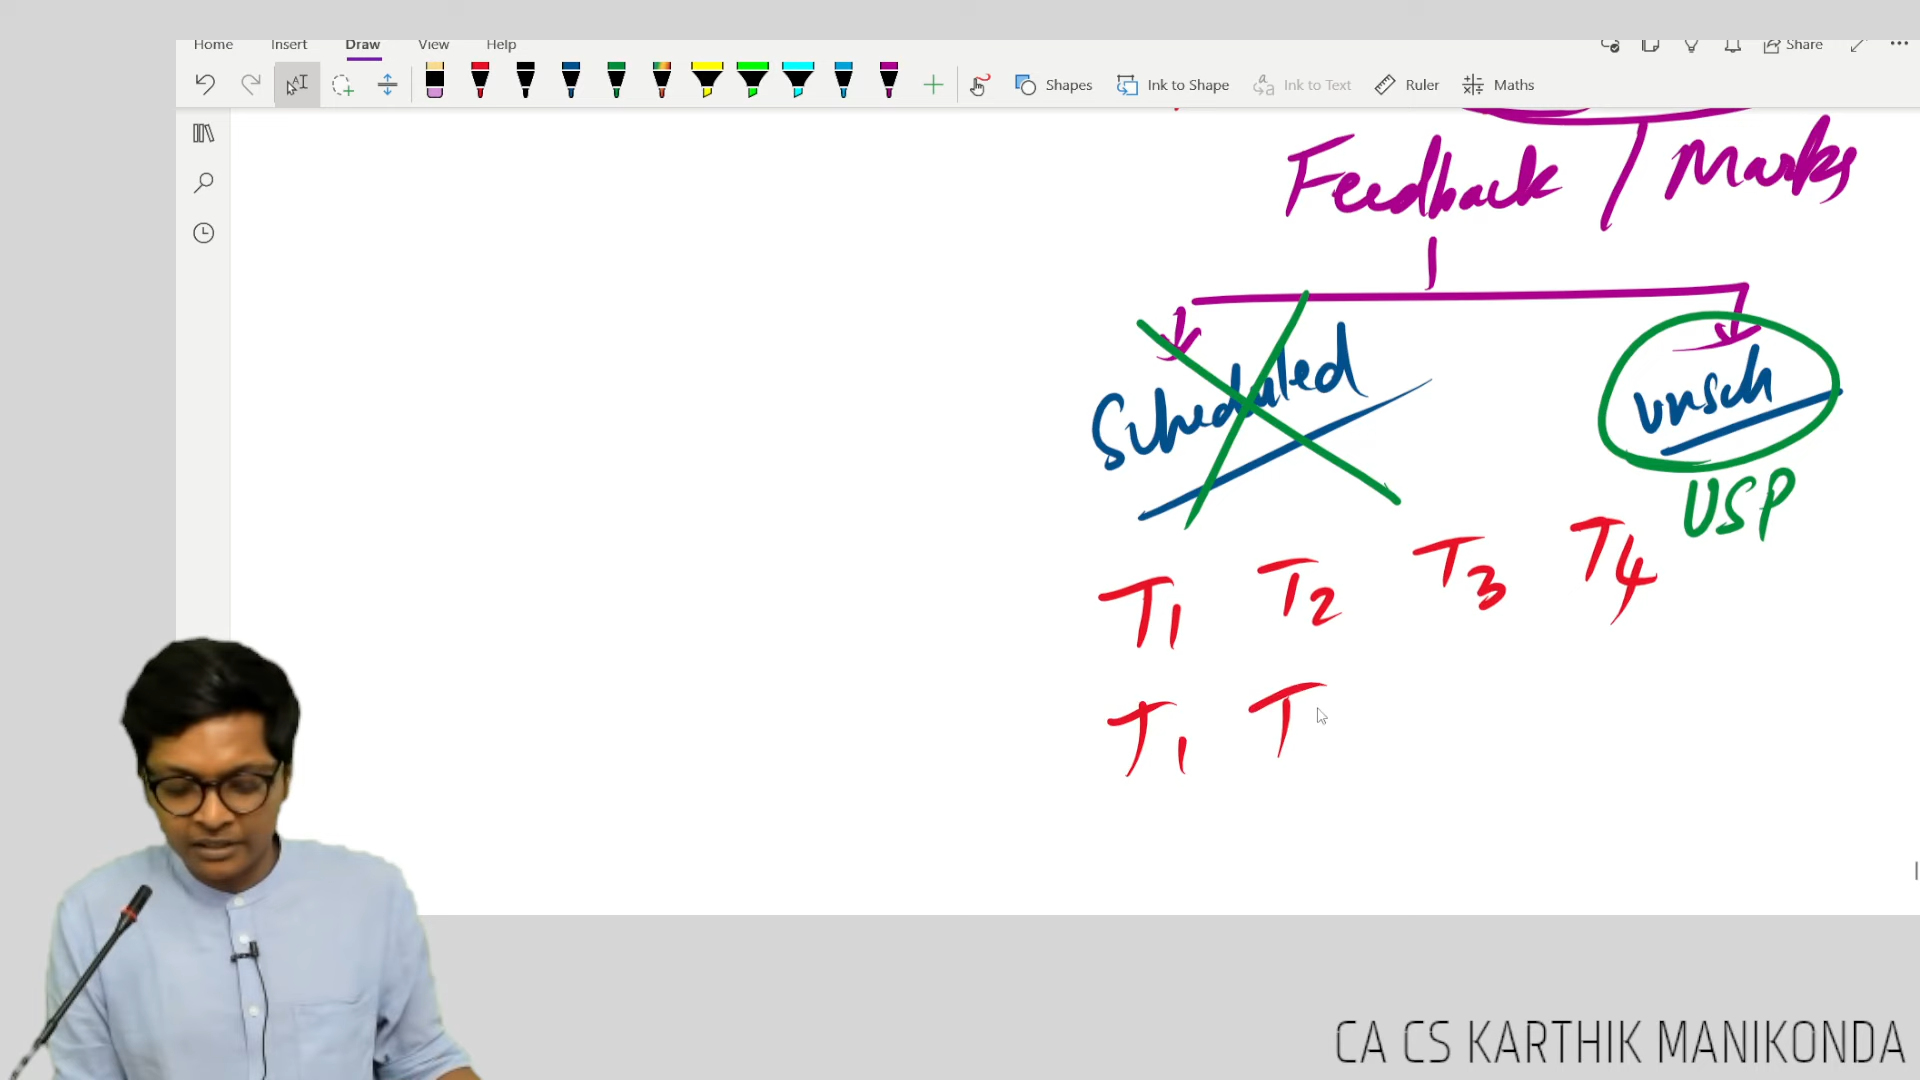 Home Insert Draw View Help Share
Shapes Ink to Shape Ink to Text Ruler Maths
Feedback / Marks
Scheduled unsch
USP
T1 T2 T3 T4
T1 T
CA CS KARTHIK MANIKONDA